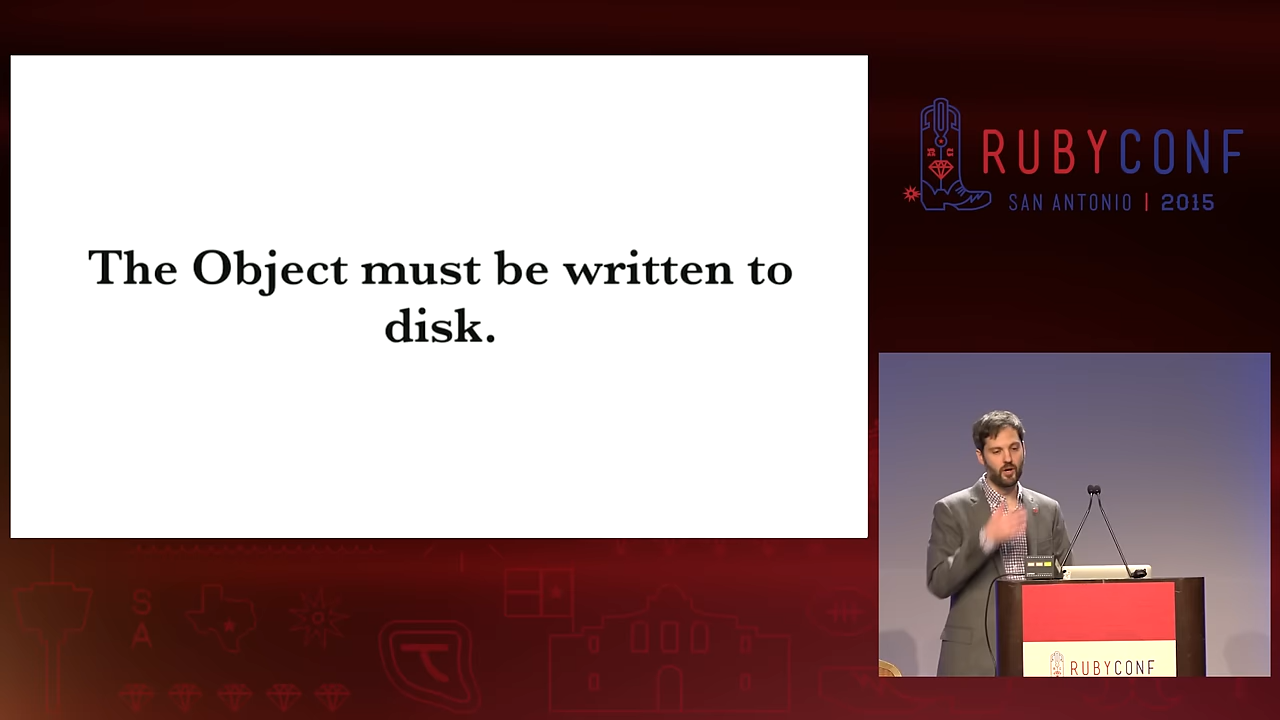 The Object must be written to
disk.
RUBYCONF
SAN ANTONIO | 2015
S
A
RUBYCONF